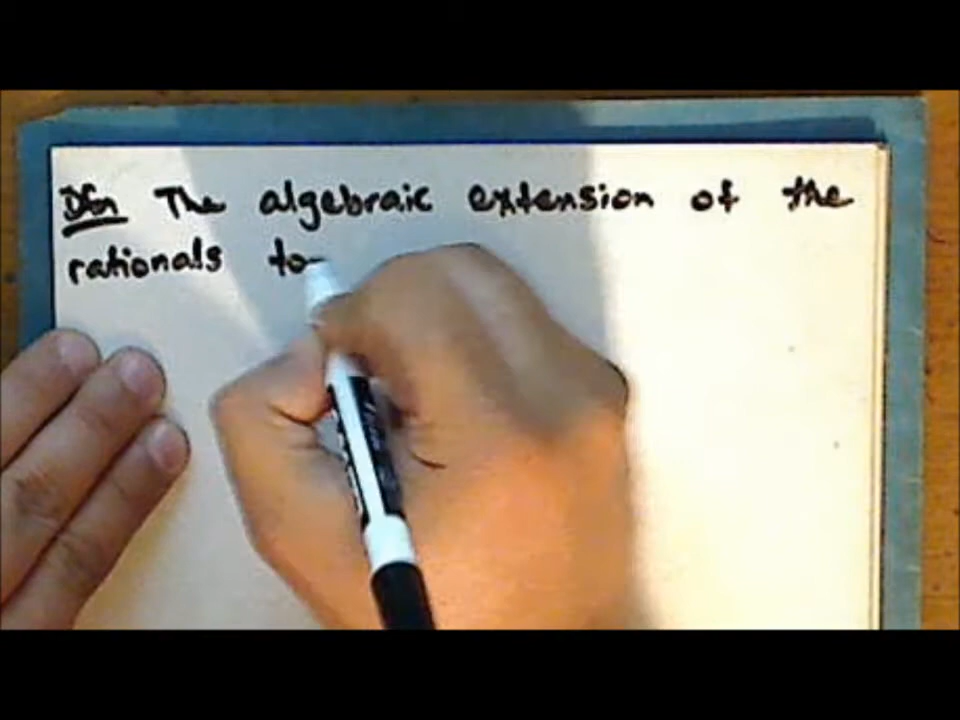 Dfn The algebraic extension of the
rationals to